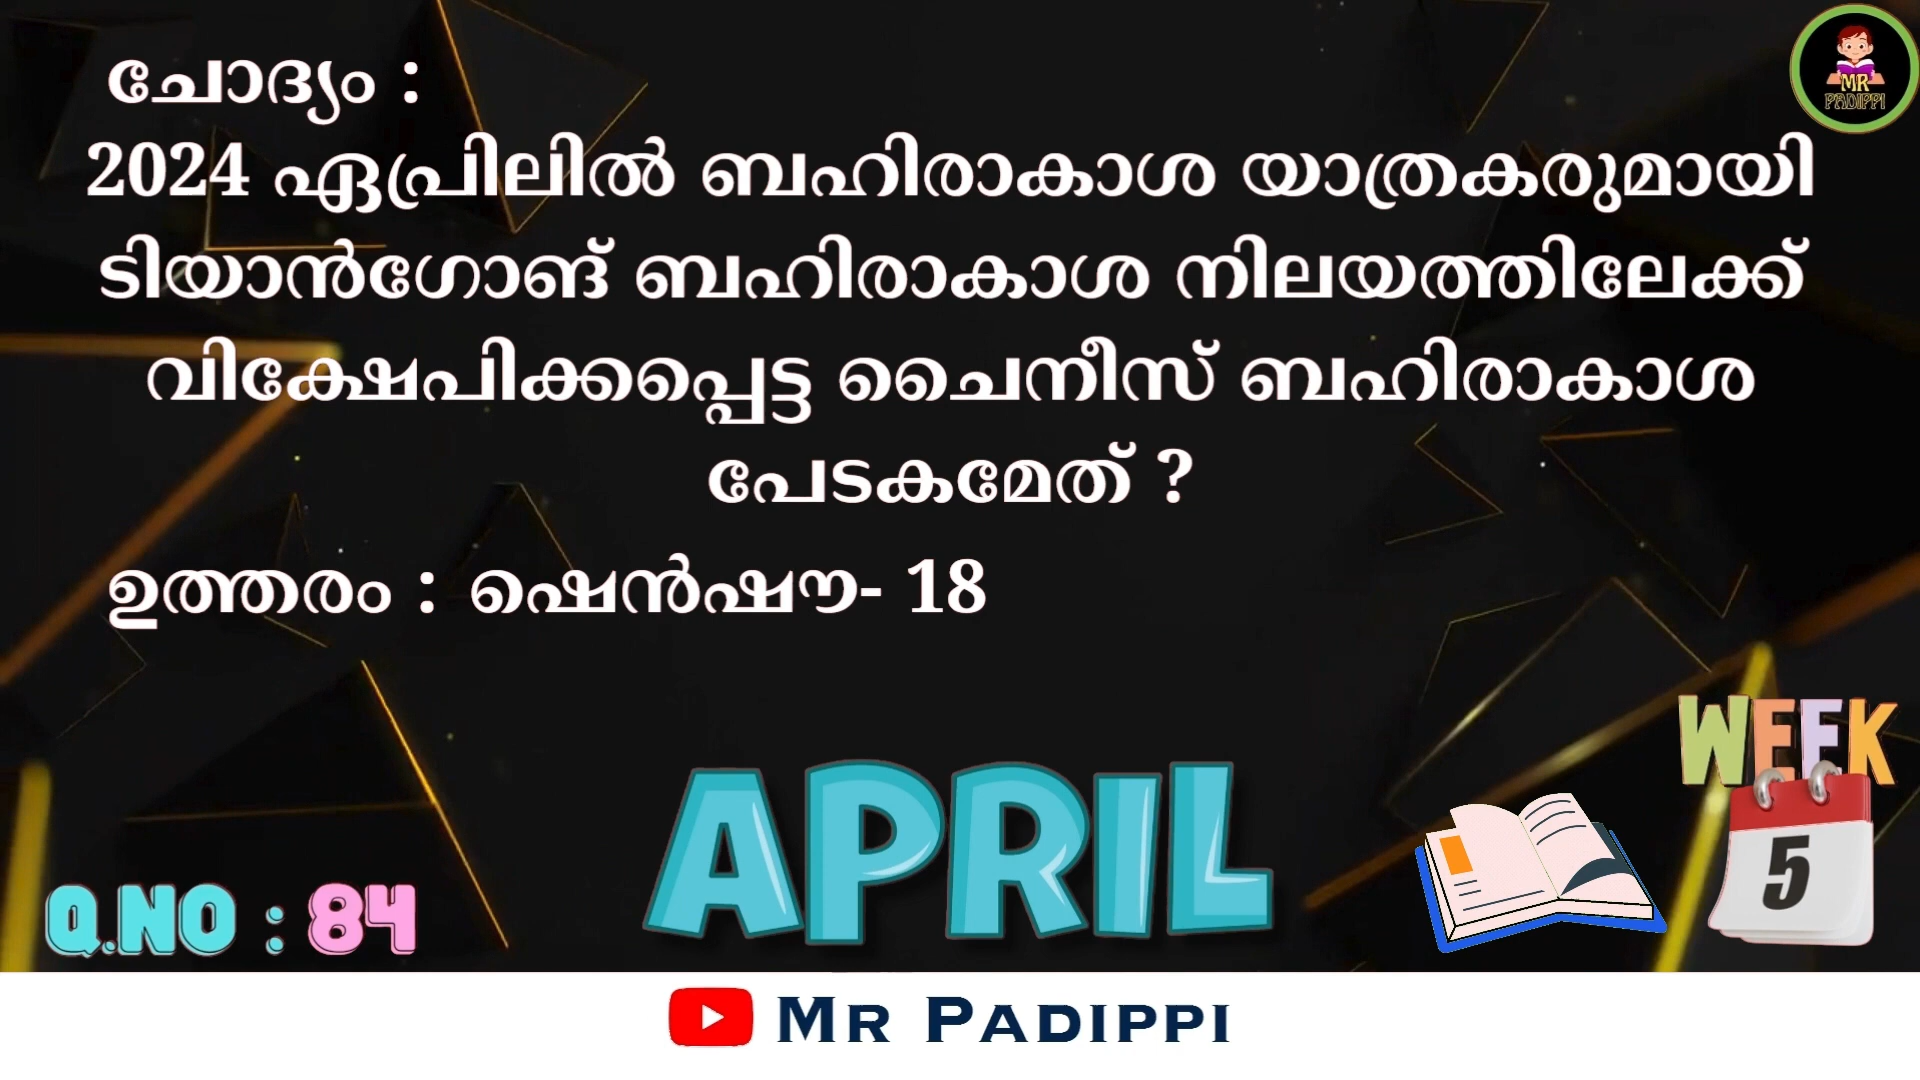 ചോദ്യം :
MR
PADIPPI
2024 ഏപ്രിലിൽ ബഹിരാകാശ യാത്രകരുമായി
ടിയാൻഗോങ് ബഹിരാകാശ നിലയത്തിലേക്ക്
വിക്ഷേപിക്കപ്പെട്ട ചൈനീസ് ബഹിരാകാശ
പേടകമേത് ?
ഉത്തരം : ഷെൻഷൗ- 18
WEEK
5
APRIL
Q.NO : 84
MR PADIPPI